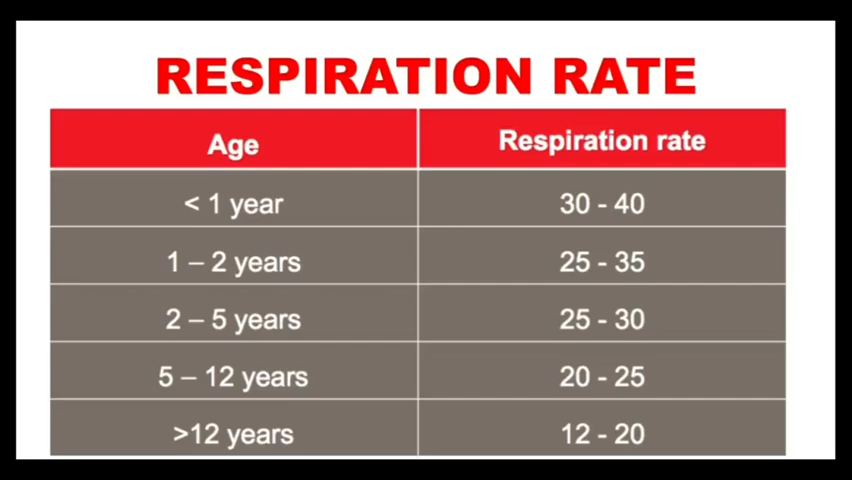 RESPIRATION RATE
Age Respiration rate
< 1 year 30 - 40
1 – 2 years 25 - 35
2 – 5 years 25 - 30
5 – 12 years 20 - 25
>12 years 12 - 20